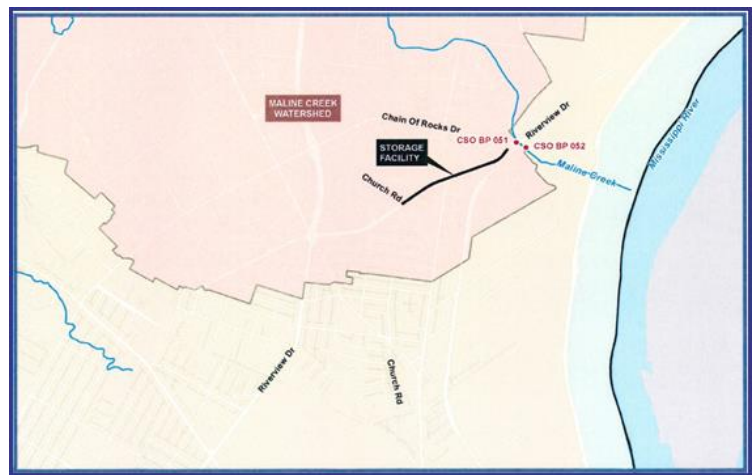 MALINE CREEK
WATERSHED
Chain Of Rocks Dr
Riverview Dr
CSO BP 051
CSO BP 052
STORAGE
FACILITY
Church Rd
Maline Creek
Mississippi River
Riverview Dr
Church Rd